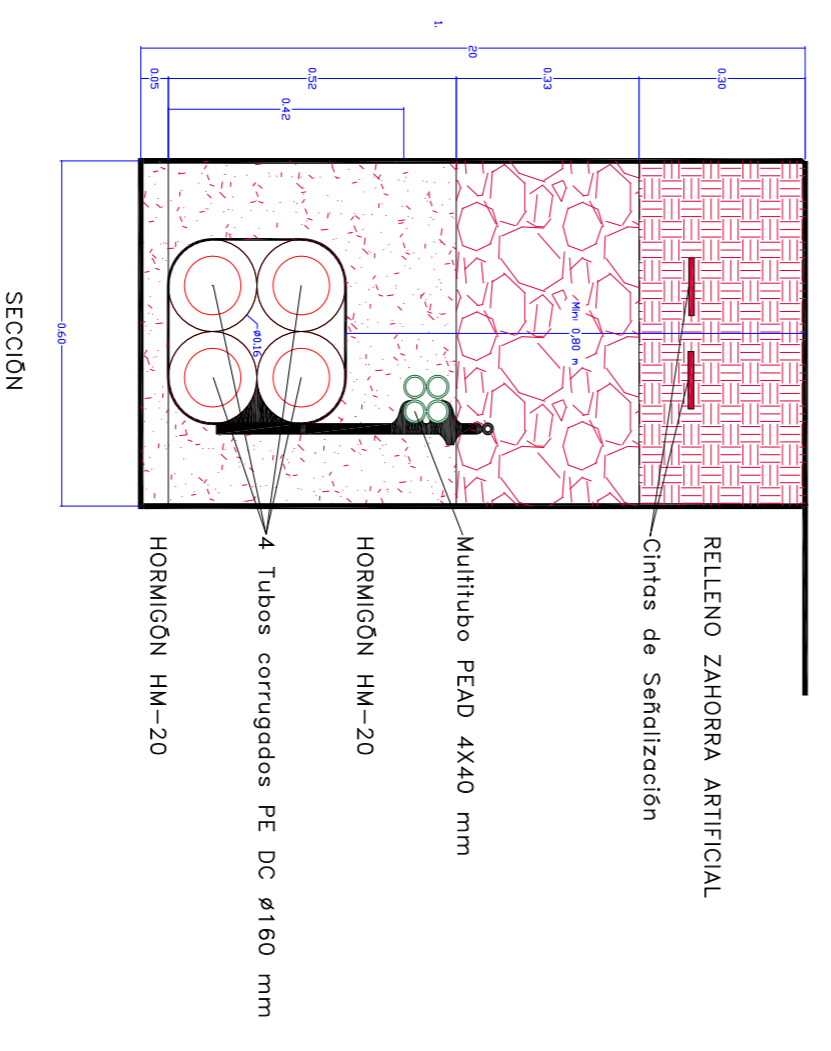 RELLENO ZAHORRA ARTIFICIAL
Cintas de Señalización
Multitubo PEAD 4X40 mm
HORMIGÓN HM-20
4 Tubos corrugados PE DC ø160 mm
HORMIGÓN HM-20
0.30
0.33
0.52
0.05
0.42
1.
20
Min: 0,80 m
ø0.16
0.60
SECCIÓN